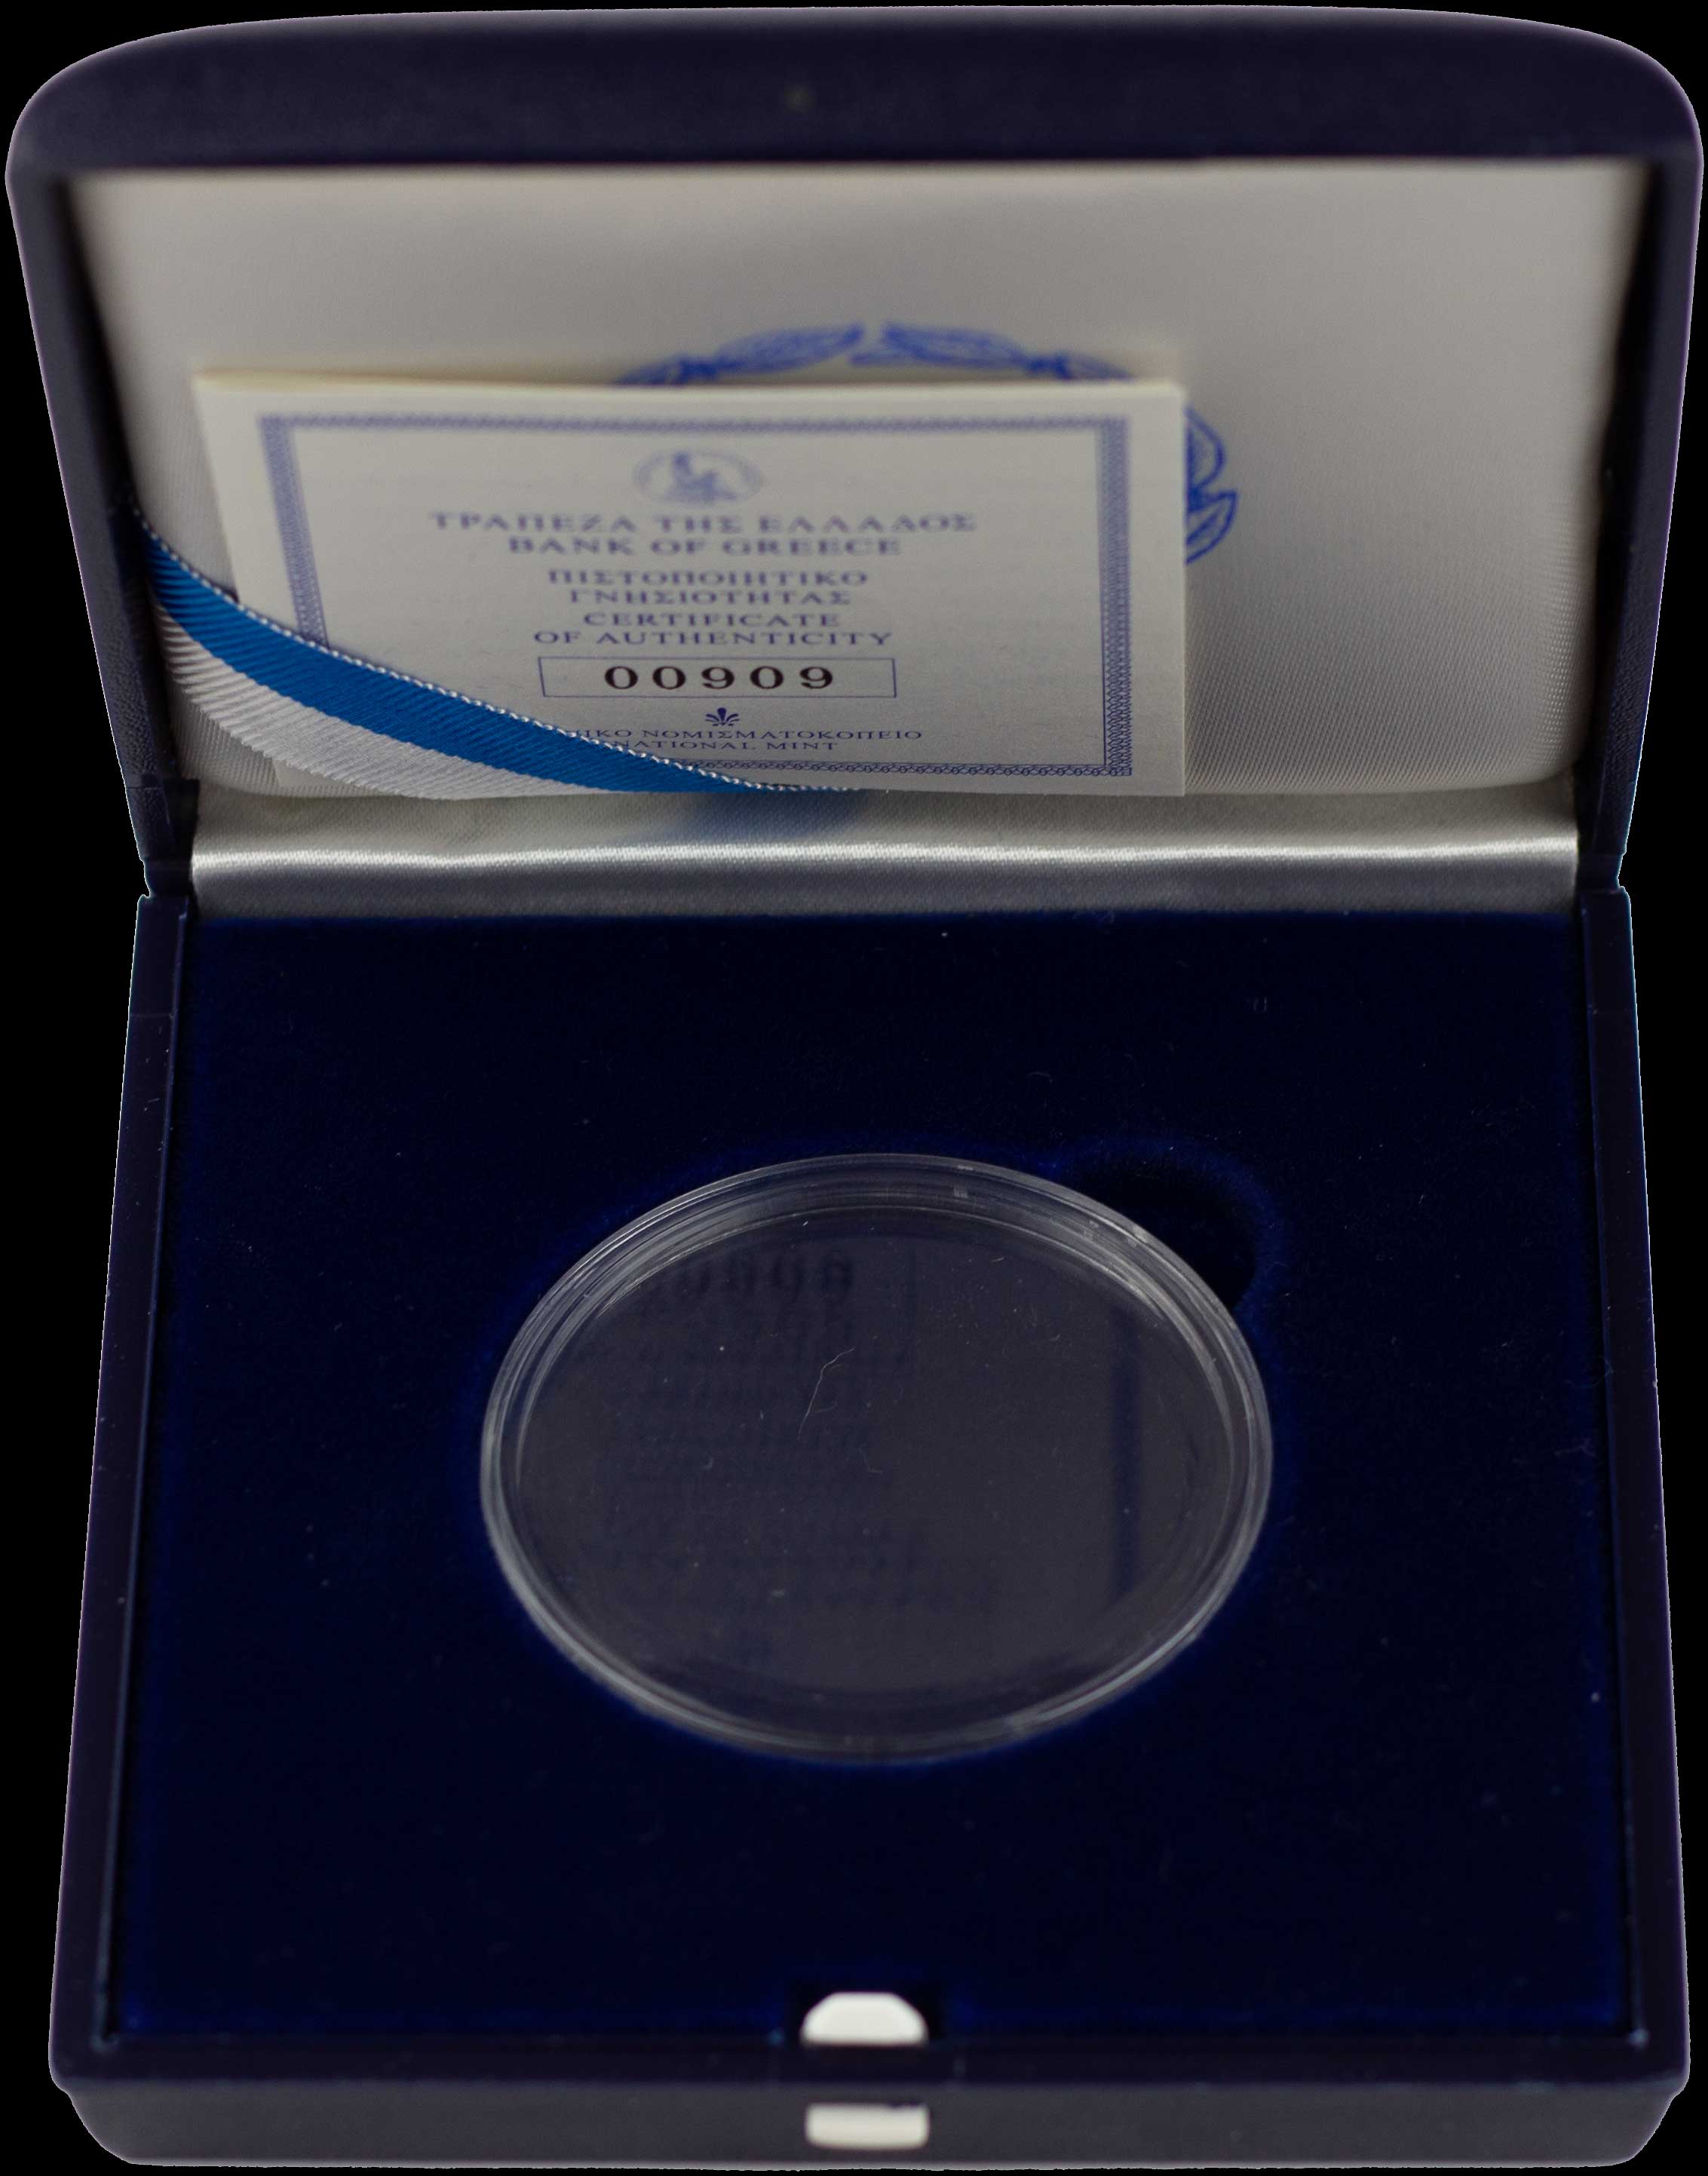 ΤΡΑΠΕΖΑ ΤΗΣ ΕΛΛΑΔΟΣ
BANK OF GREECE
ΠΙΣΤΟΠΟΙΗΤΙΚΟ
ΓΝΗΣΙΟΤΗΤΑΣ
CERTIFICATE
OF AUTHENTICITY
00909
ΝΟΜΙΣΜΑΤΟΚΟΠΕΙΟ
NATIONAL MINT